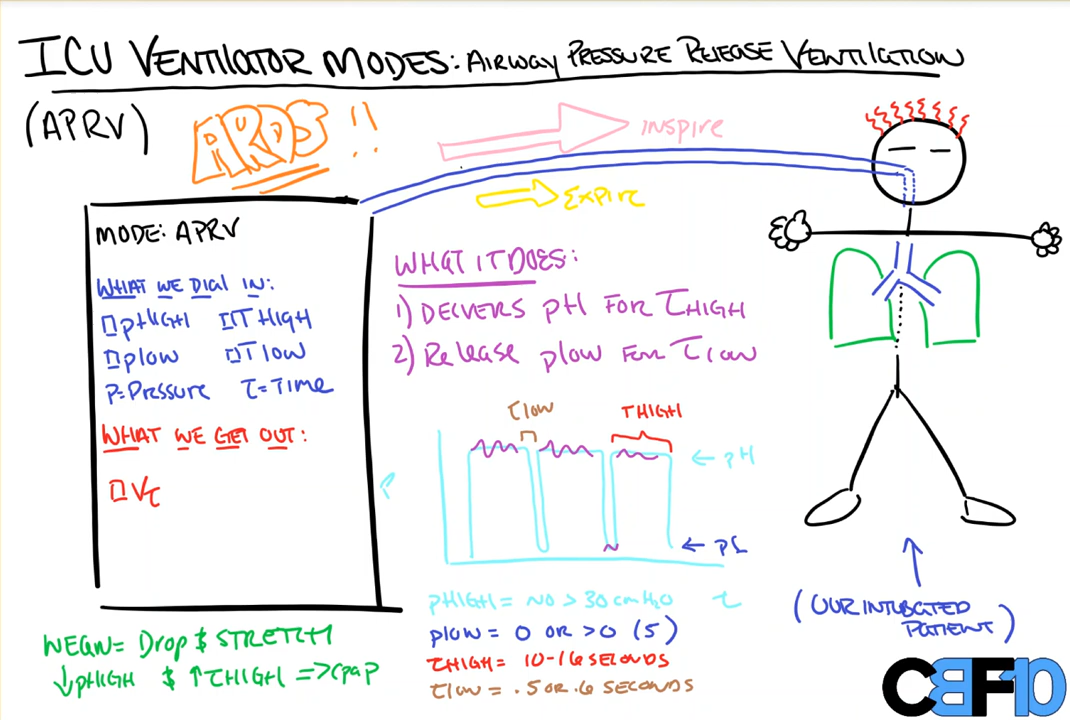 ICU VENTILATOR MODES: AIRWAY PRESSURE RELEASE VENTILATION
(APRV)
ARDS!!
INSPIRE
EXPIRE
MODE: APRV
WHAT WE DIAL IN:
pHIGH THIGH
plow Tlow
P=PRESSURE T=TIME
WHAT WE GET OUT:
VT
WHAT IT DOES:
1) DELIVERS pH FOR THIGH
2) RELEASE plow FOR Tlow
Tlow THIGH
pH
P
pL
pHIGH = NO > 30 cmH2O
T
plow = 0 OR >0 (5)
THIGH = 10-16 SECONDS
Tlow = .5 OR .6 SECONDS
WEAN = DROP $ STRETCH
↓pHIGH $ ↑THIGH => CPAP
(OUR INTUBATED
PATIENT)
CBF10